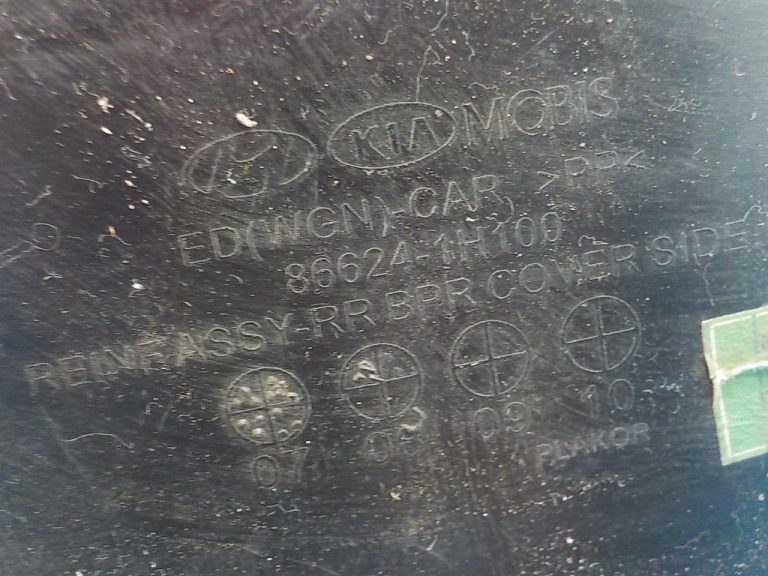 KIA MOBIS
>PP<
ED(WGN)-CAR
86624-1H100
REINF ASSY-RR BPR COVER SIDE
07 08 09 10
PLAKOR